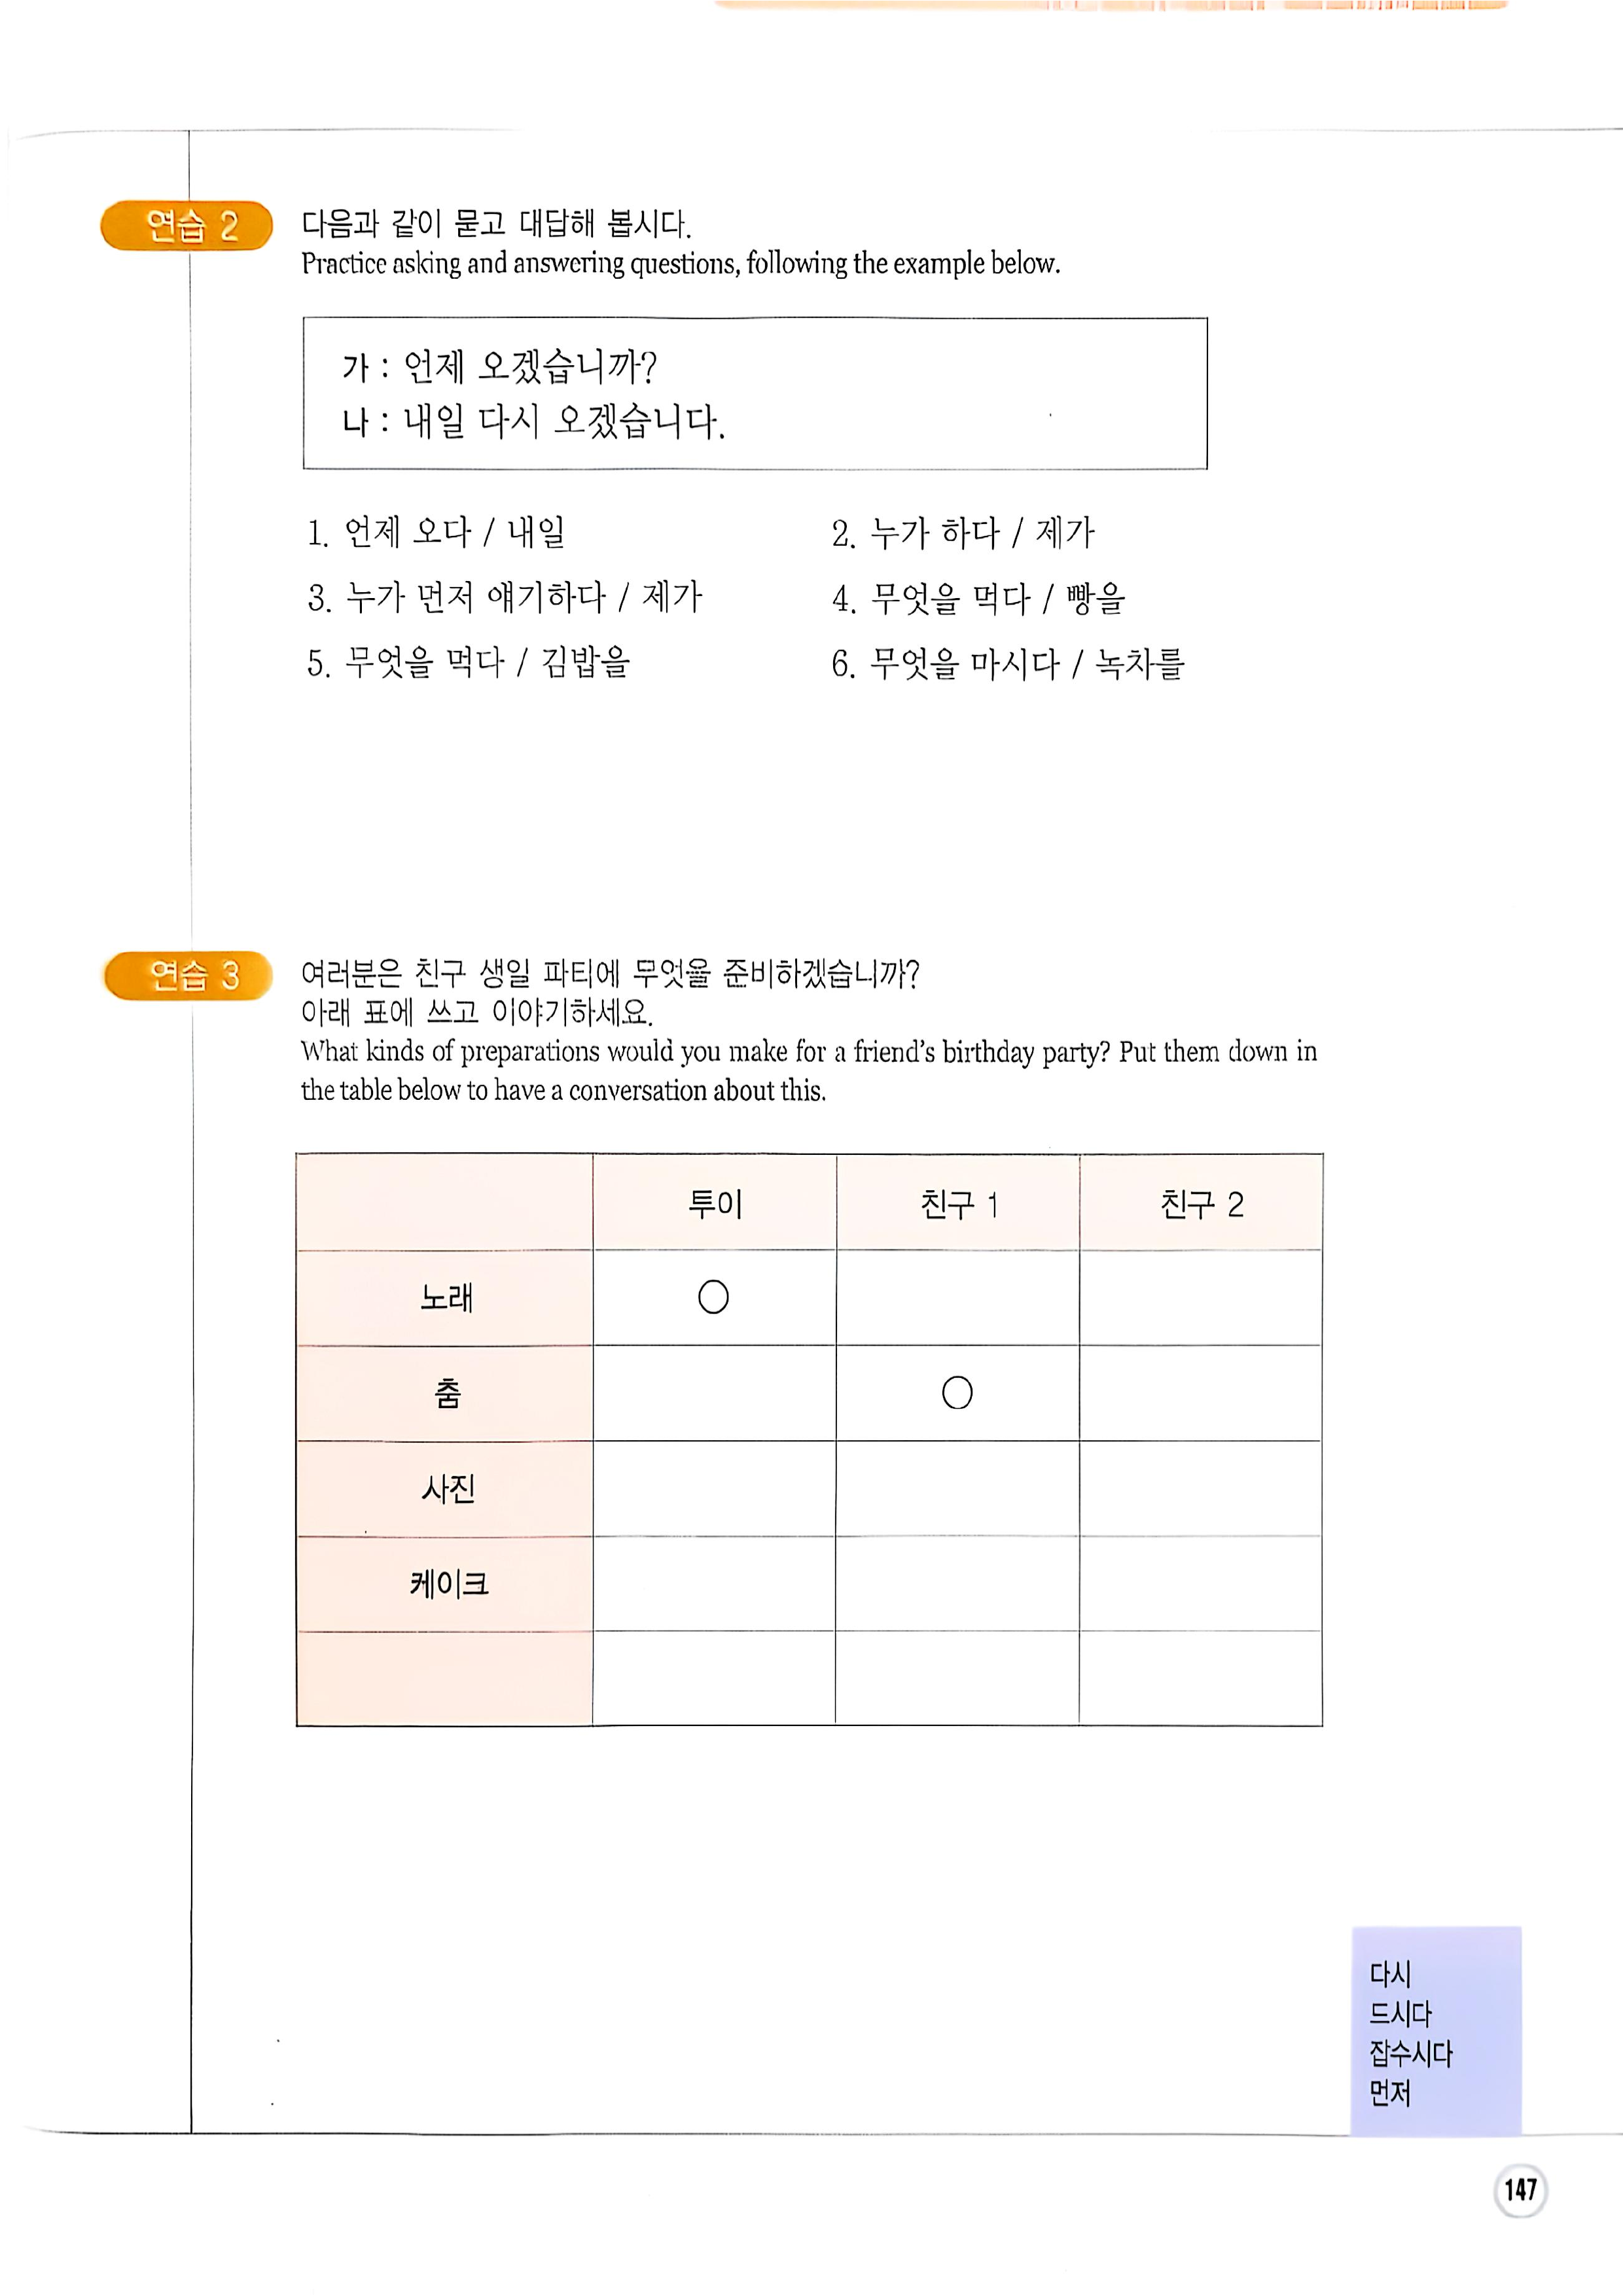 연습 2
다음과 같이 묻고 대답해 봅시다.
Practice asking and answering questions, following the example below.
가 : 언제 오겠습니까?
나 : 내일 다시 오겠습니다.
1. 언제 오다 / 내일
2. 누가 하다 / 제가
3. 누가 먼저 얘기하다 / 제가
4. 무엇을 먹다 / 빵을
5. 무엇을 먹다 / 김밥을
6. 무엇을 마시다 / 녹차를
연습 3
여러분은 친구 생일 파티에 무엇을 준비하겠습니까?
아래 표에 쓰고 이야기하세요.
What kinds of preparations would you make for a friend's birthday party? Put them down in
the table below to have a conversation about this.
투이 친구 1 친구 2
노래 ○
춤 ○
사진
케이크
다시
드시다
잡수시다
먼저
147